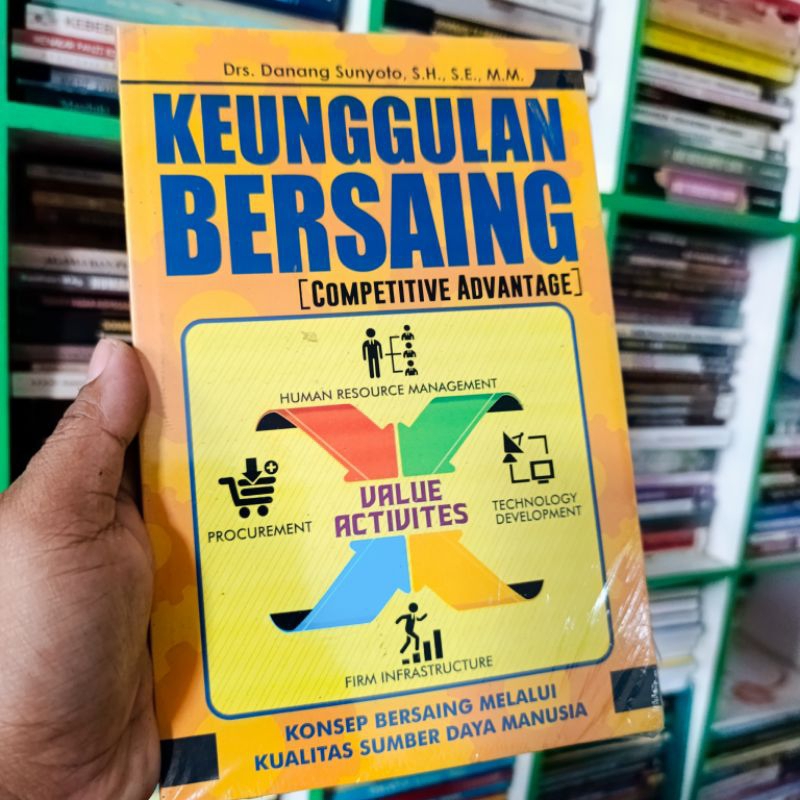 Drs. Danang Sunyoto, S.H., S.E., M.M.
KEUNGGULAN
BERSAING
[COMPETITIVE ADVANTAGE]
HUMAN RESOURCE MANAGEMENT
PROCUREMENT
VALUE
ACTIVITES
TECHNOLOGY
DEVELOPMENT
FIRM INFRASTRUCTURE
KONSEP BERSAING MELALUI
KUALITAS SUMBER DAYA MANUSIA